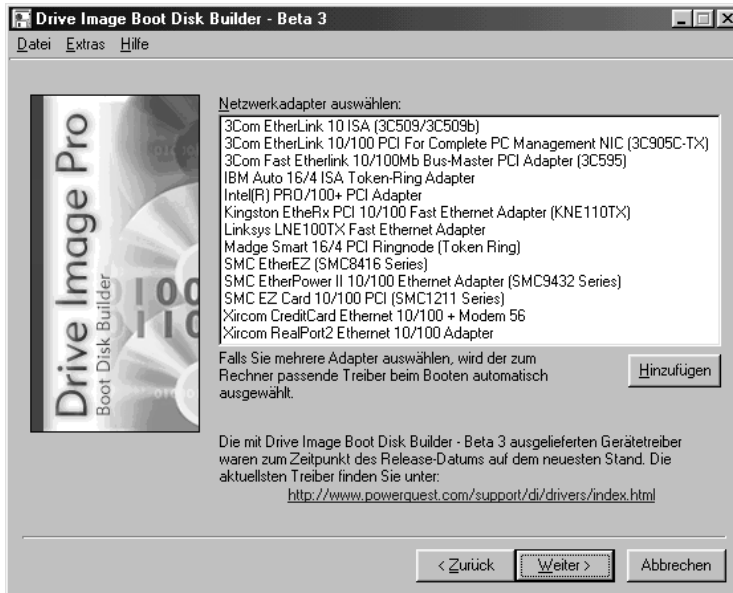 Drive Image Boot Disk Builder - Beta 3
Datei Extras Hilfe
Drive Image Pro
Boot Disk Builder
Netzwerkadapter auswählen:
3Com EtherLink 10 ISA (3C509/3C509b)
3Com EtherLink 10/100 PCI For Complete PC Management NIC (3C905C-TX)
3Com Fast Etherlink 10/100Mb Bus-Master PCI Adapter (3C595)
IBM Auto 16/4 ISA Token-Ring Adapter
Intel(R) PRO/100+ PCI Adapter
Kingston EtheRx PCI 10/100 Fast Ethernet Adapter (KNE110TX)
Linksys LNE100TX Fast Ethernet Adapter
Madge Smart 16/4 PCI Ringnode (Token Ring)
SMC EtherEZ (SMC8416 Series)
SMC EtherPower II 10/100 Ethernet Adapter (SMC9432 Series)
SMC EZ Card 10/100 PCI (SMC1211 Series)
Xircom CreditCard Ethernet 10/100 + Modem 56
Xircom RealPort2 Ethernet 10/100 Adapter
Falls Sie mehrere Adapter auswählen, wird der zum
Rechner passende Treiber beim Booten automatisch
ausgewählt.
Hinzufügen
Die mit Drive Image Boot Disk Builder - Beta 3 ausgelieferten Gerätetreiber
waren zum Zeitpunkt des Release-Datums auf dem neuesten Stand. Die
aktuellsten Treiber finden Sie unter:
http://www.powerquest.com/support/di/drivers/index.html
< Zurück Weiter > Abbrechen